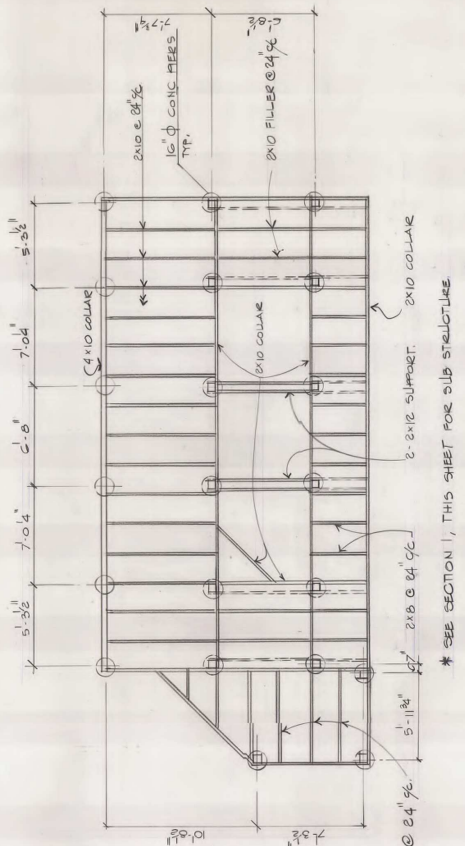 5'-3½"
7'-0¼"
6'-8"
7'-0¼"
5'-3½"
4X10 COLLAR
2X10 @ 24" %
16" Ø CONC PIERS
TYP.
2X10 FILLER @ 24" %
2X10 COLLAR
2X10 COLLAR
2- 2X12 SUPPORT.
2X8 @ 24" C/C
@ 24" %.
5'-11¾"
* SEE SECTION 1, THIS SHEET FOR SUB STRUCTURE